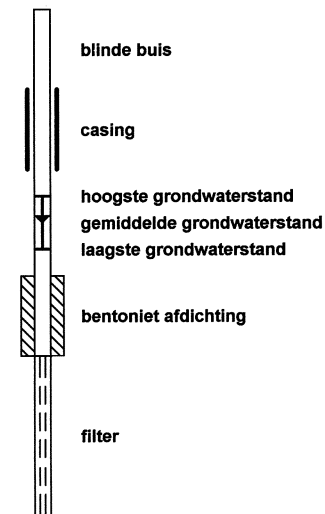 blinde buis
casing
hoogste grondwaterstand
gemiddelde grondwaterstand
laagste grondwaterstand
bentoniet afdichting
filter